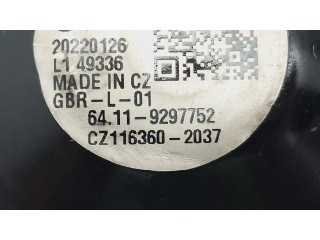 20220126
L1 49336
MADE IN CZ
GBR-L-01
64.11-9297752
CZ116360-2037